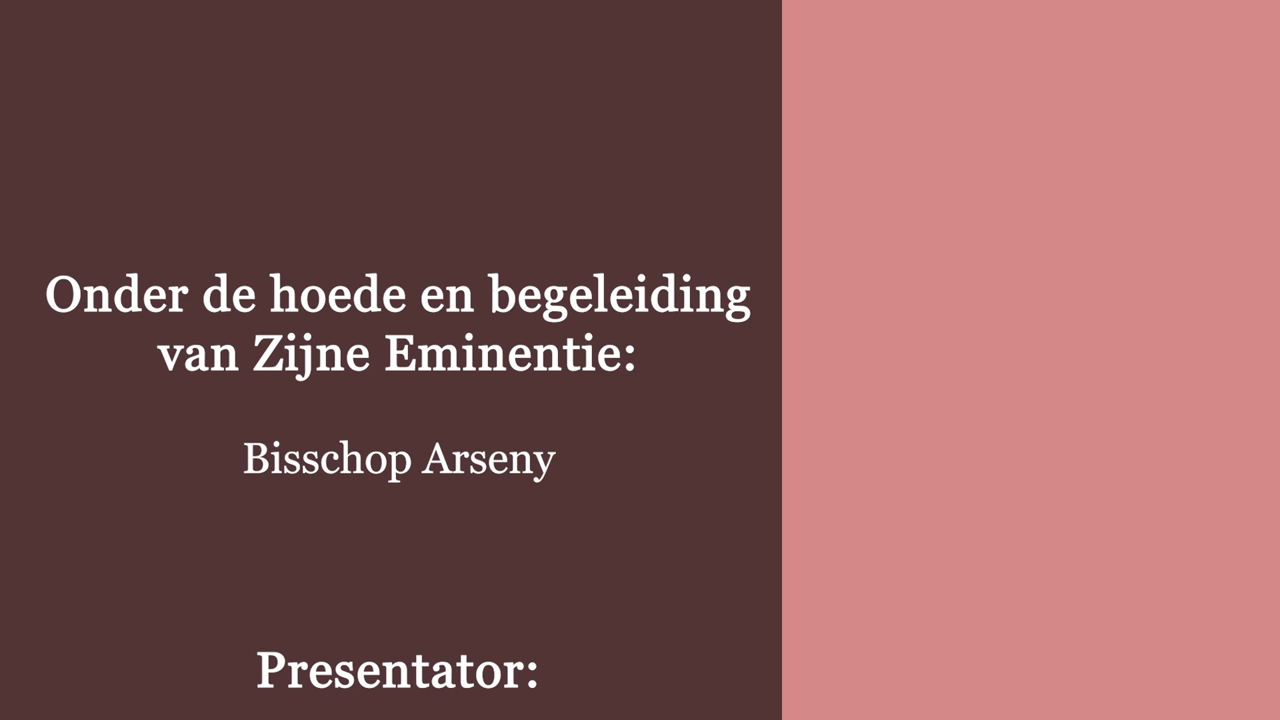 Onder de hoede en begeleiding
van Zijne Eminentie:
Bisschop Arseny
Presentator: